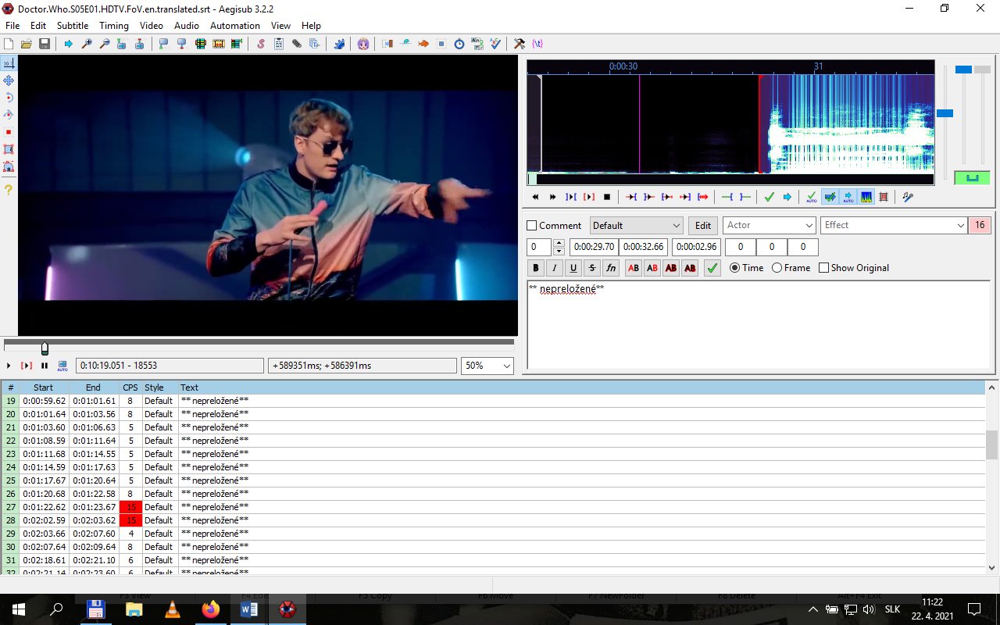 Doctor.Who.S05E01.HDTV.FoV.en.translated.srt - Aegisub 3.2.2
File Edit Subtitle Timing Video Audio Automation View Help
0:00:30 31
Comment Default Edit Actor Effect 16
0 0:00:29.70 0:00:32.66 0:00:02.96 0 0 0
B I U S fn AB AB AB AB Time Frame Show Original
** nepreložené**
0:10:19.051 - 18553 +589351ms; +586391ms 50%
# Start End CPS Style Text
19 0:00:59.62 0:01:01.61 8 Default ** nepreložené**
20 0:01:01.64 0:01:03.56 8 Default ** nepreložené**
21 0:01:03.60 0:01:06.63 5 Default ** nepreložené**
22 0:01:08.59 0:01:11.64 5 Default ** nepreložené**
23 0:01:11.68 0:01:14.55 5 Default ** nepreložené**
24 0:01:14.59 0:01:17.63 5 Default ** nepreložené**
25 0:01:17.67 0:01:20.64 5 Default ** nepreložené**
26 0:01:20.68 0:01:22.58 8 Default ** nepreložené**
27 0:01:22.62 0:01:23.67 15 Default ** nepreložené**
28 0:02:02.59 0:02:03.62 15 Default ** nepreložené**
29 0:02:03.66 0:02:07.60 4 Default ** nepreložené**
30 0:02:07.64 0:02:09.64 8 Default ** nepreložené**
31 0:02:18.61 0:02:21.10 6 Default ** nepreložené**
32 0:02:21.14 0:02:23.60 6 Default ** nepreložené**
F3 View F4 Edit F5 Copy F6 Move F7 NewFolder F8 Delete Alt+F4 Exit
SLK 11:22
22. 4. 2021